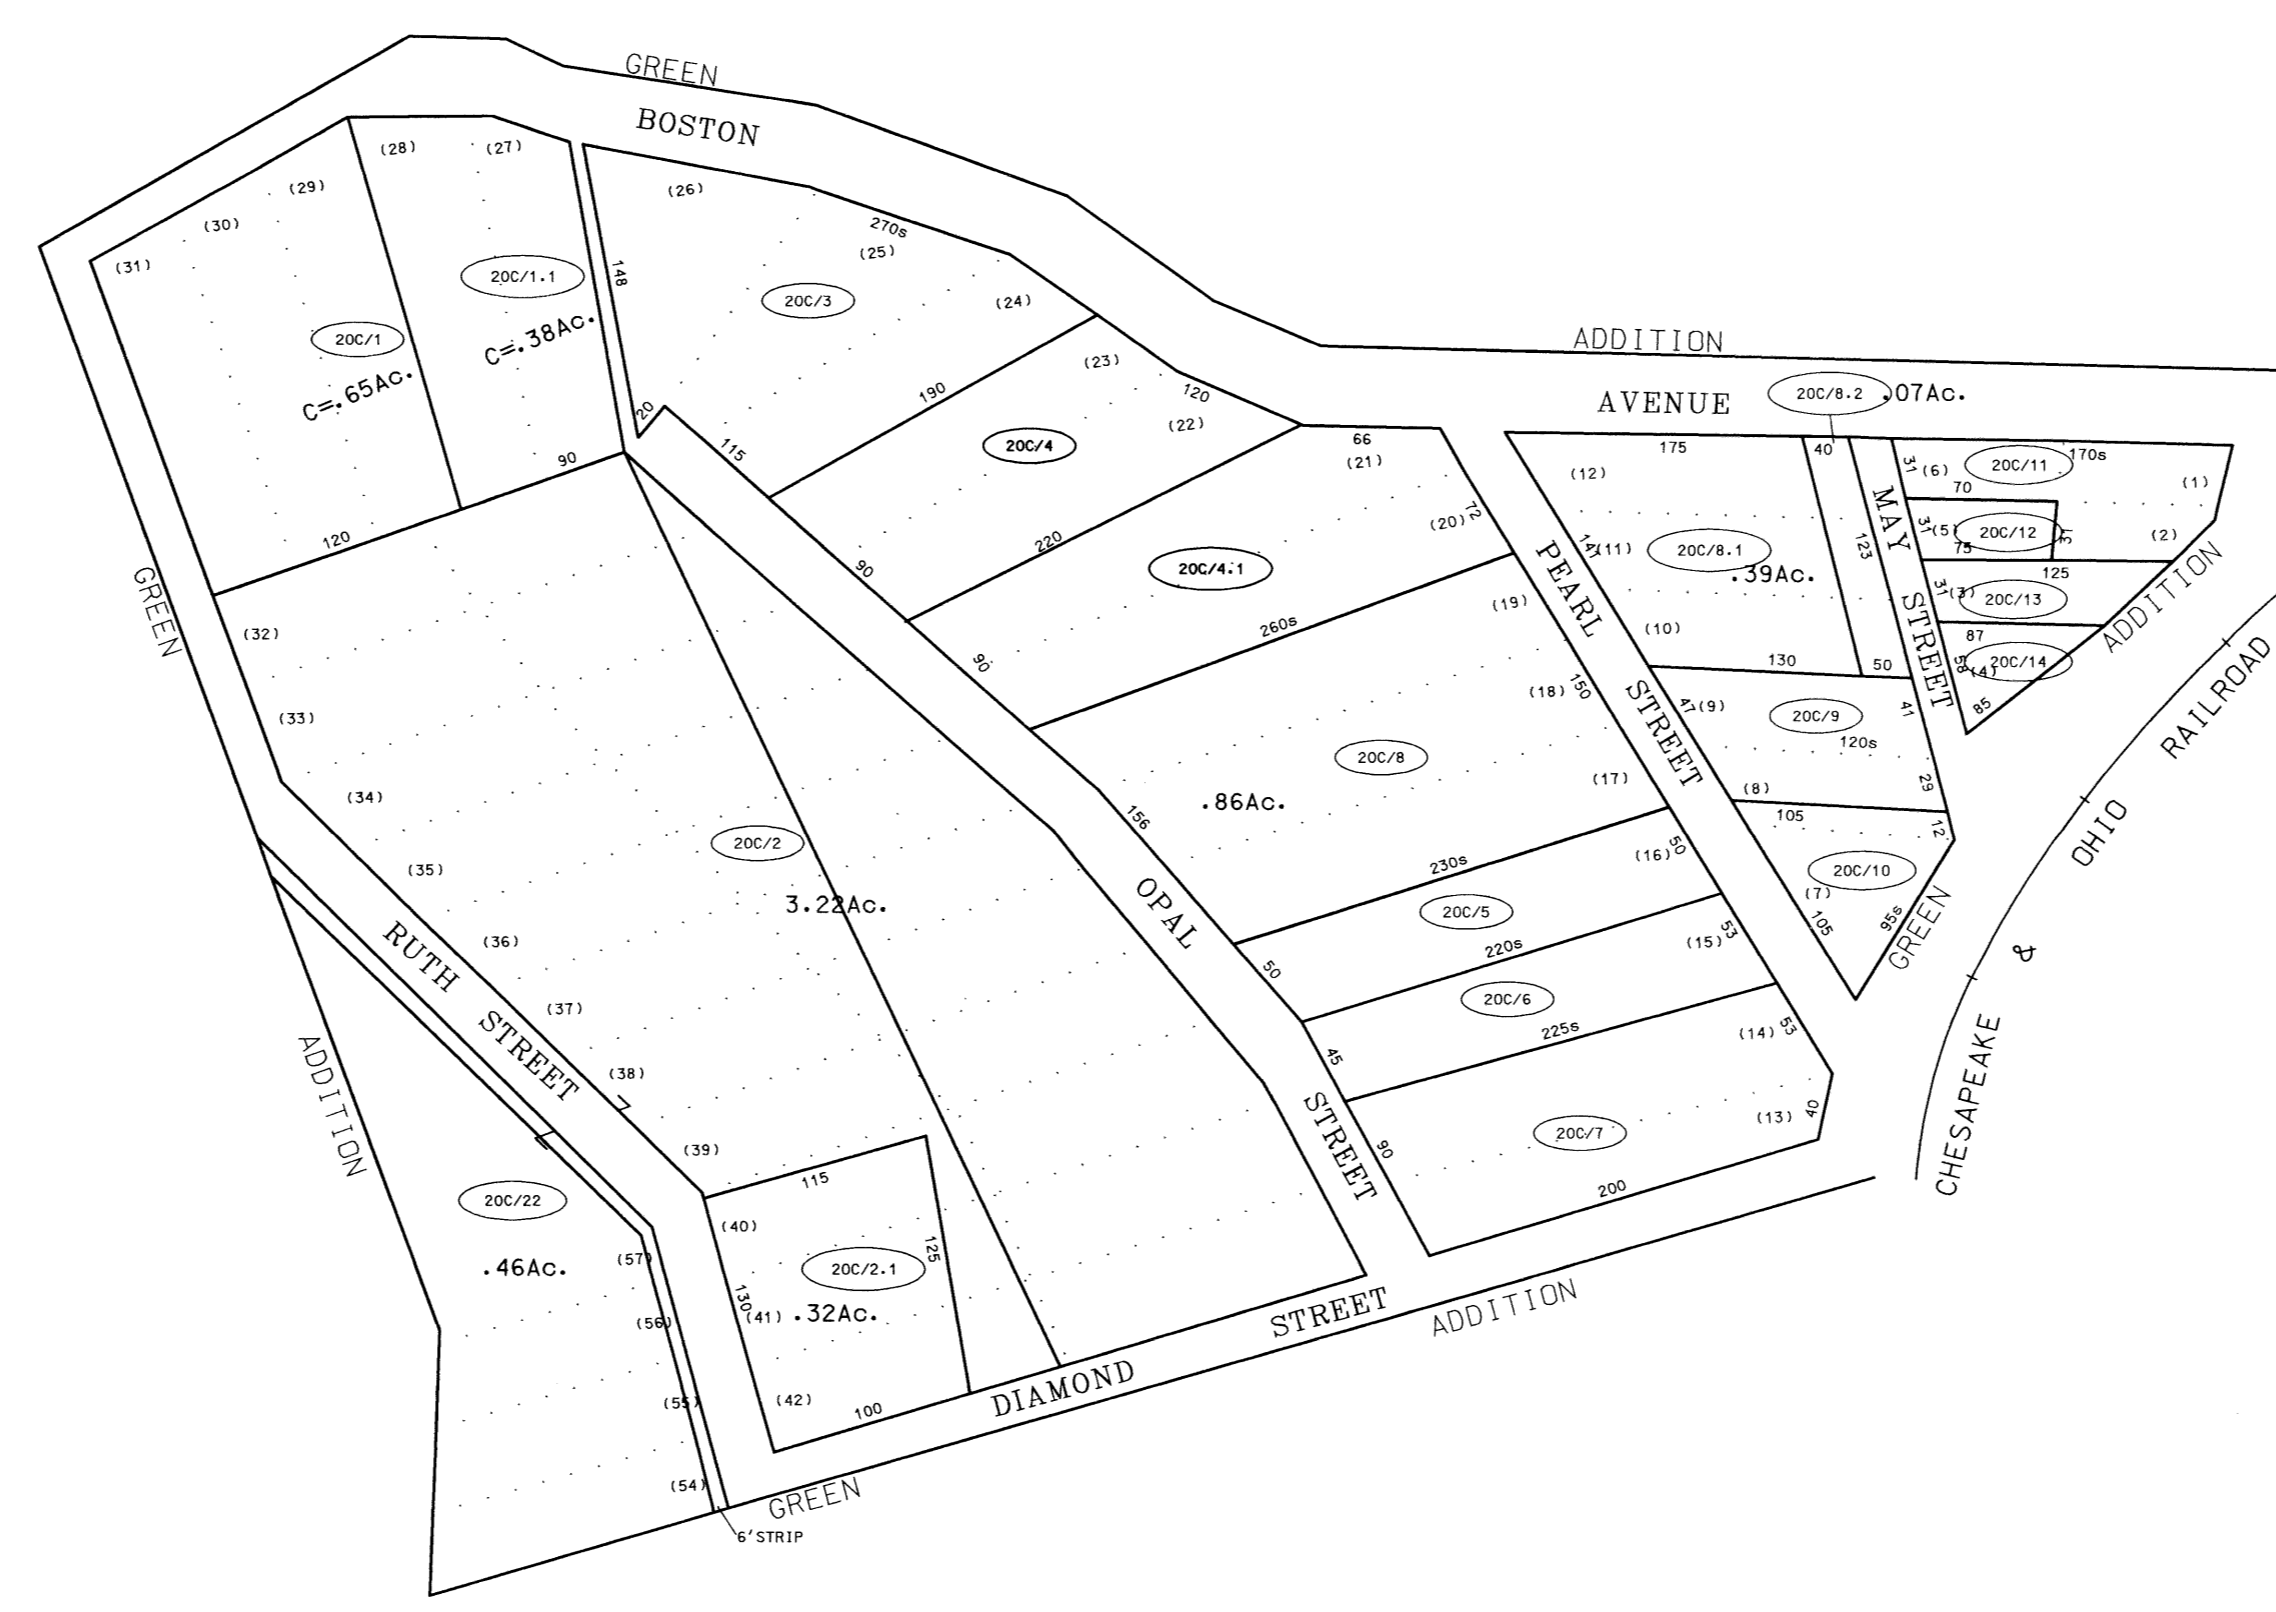 GREEN
BOSTON
(28)
(27)
(29)
(26)
(30)
270s
(25)
(31)
148
20C/1.1
20C/3
(24)
C=.38Ac.
20C/1
ADDITION
(23)
C=.65Ac.
190
120
20C/8.2
.07Ac.
AVENUE
20
(22)
20C/4
115
66
175
40
90
(21)
(12)
31
(6)
20C/11
170s
(1)
70
72
(20)
120
220
MAY
31
(5)
20C/12
31
(2)
147
(11)
20C/8.1
123
75
90
20C/4.1
.39Ac.
125
PEARL
31
(3)
20C/13
ADDITION
GREEN
(19)
STREET
(32)
260s
(10)
87
90
130
50
58
(4)
20C/14
RAILROAD
(18)
150
85
(33)
47
(9)
20C/9
41
STREET
120s
20C/8
(17)
(34)
(8)
29
.86Ac.
105
12
156
OHIO
20C/2
50
(16)
230s
(35)
20C/10
3.22Ac.
(7)
OPAL
20C/5
105
95s
GREEN
(36)
RUTH
220s
(15)
53
&
50
20C/6
(37)
STREET
225s
(14)
53
ADDITION
45
CHESAPEAKE
(38)
7
(13)
40
20C/7
STREET
90
(39)
115
200
20C/22
(40)
125
.46Ac.
(57)
20C/2.1
130
(41)
.32Ac.
(56)
STREET
ADDITION
DIAMOND
(55)
(42)
100
(54)
GREEN
6'STRIP